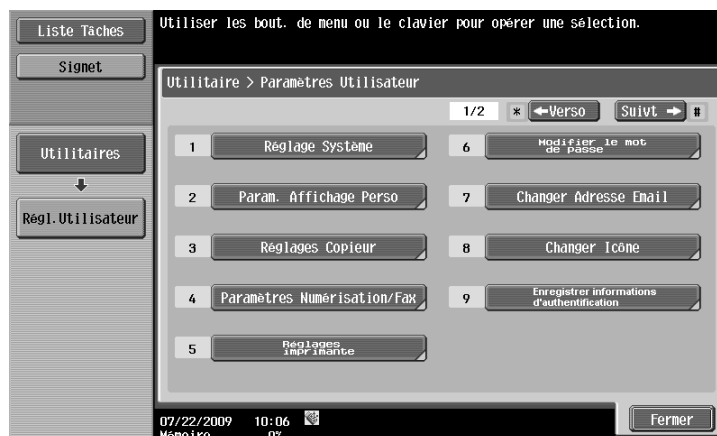 Liste Tâches
Utiliser les bout. de menu ou le clavier pour opérer une sélection.
Signet
Utilitaire > Paramètres Utilisateur
1/2 * ←Verso Suivt → #
Utilitaires
Régl.Utilisateur
1 Réglage Système
2 Param. Affichage Perso
3 Réglages Copieur
4 Paramètres Numérisation/Fax
5 Réglages
imprimante
6 Modifier le mot
de passe
7 Changer Adresse Email
8 Changer Icône
9 Enregistrer informations
d'authentification
07/22/2009 10:06
Mémoire 0%
Fermer